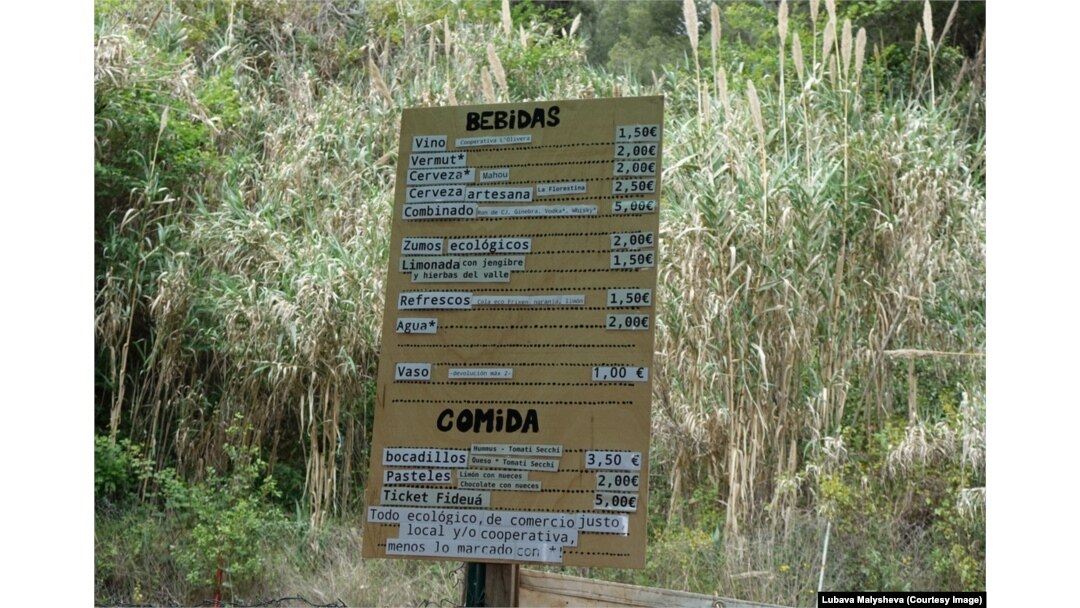 BEBiDAS
Vino Cooperativa L'Olivera 1,50€
Vermut* 2,00€
Cerveza* Mahou 2,00€
Cerveza artesana La Florestina 2,50€
Combinado Ron de CJ, Ginebra, Vodka*, Whisky* 5,00€
Zumos ecológicos 2,00€
Limonada con jengibre 1,50€
y hierbas del valle
Refrescos Cola eco Frixen, naranja, limón 1,50€
Agua* 2,00€
Vaso -devolución máx 2- 1,00 €
COMiDA
bocadillos Hummus - Tomati Secchi 3,50 €
Queso * Tomati Secchi
Pasteles Limón con nueces 2,00€
Chocolate con nueces
Ticket Fideuá 5,00€
Todo ecológico, de comercio justo,
local y/o cooperativa,
menos lo marcado con *!
Lubava Malysheva (Courtesy Image)